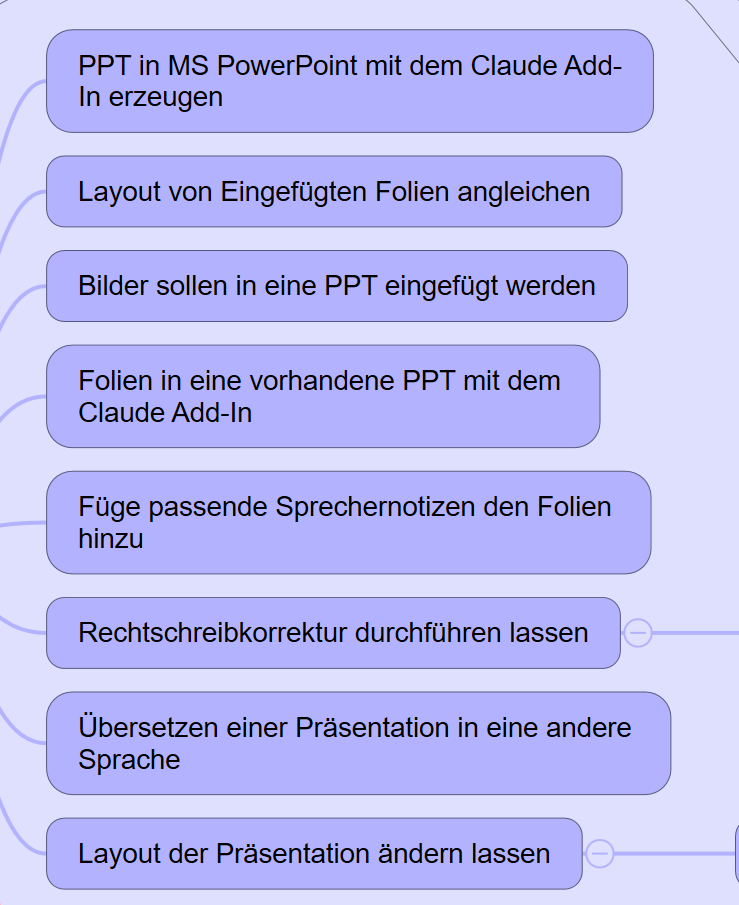 PPT in MS PowerPoint mit dem Claude Add-
In erzeugen
Layout von Eingefügten Folien angleichen
Bilder sollen in eine PPT eingefügt werden
Folien in eine vorhandene PPT mit dem
Claude Add-In
Füge passende Sprechernotizen den Folien
hinzu
Rechtschreibkorrektur durchführen lassen
Übersetzen einer Präsentation in eine andere
Sprache
Layout der Präsentation ändern lassen